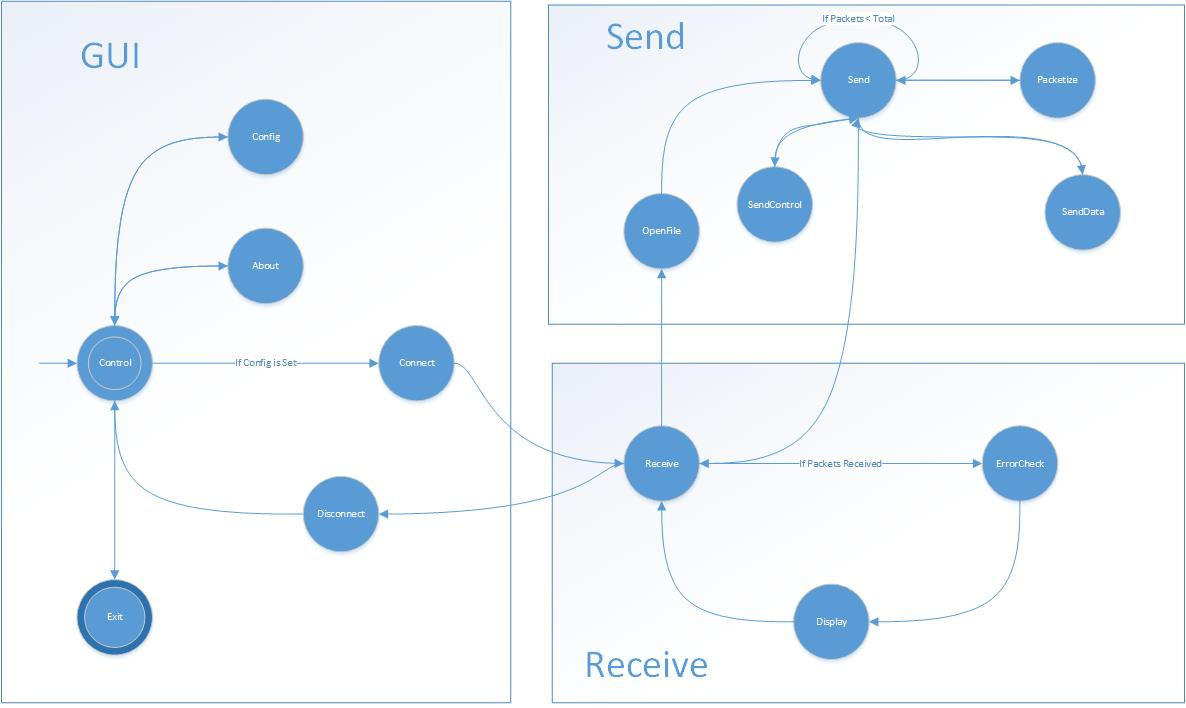 GUI
Config
About
Control
If Config is Set
Connect
Disconnect
Exit
Send
If Packets < Total
Send
Packetize
SendControl
SendData
OpenFile
Receive
If Packets Received
ErrorCheck
Display
Receive